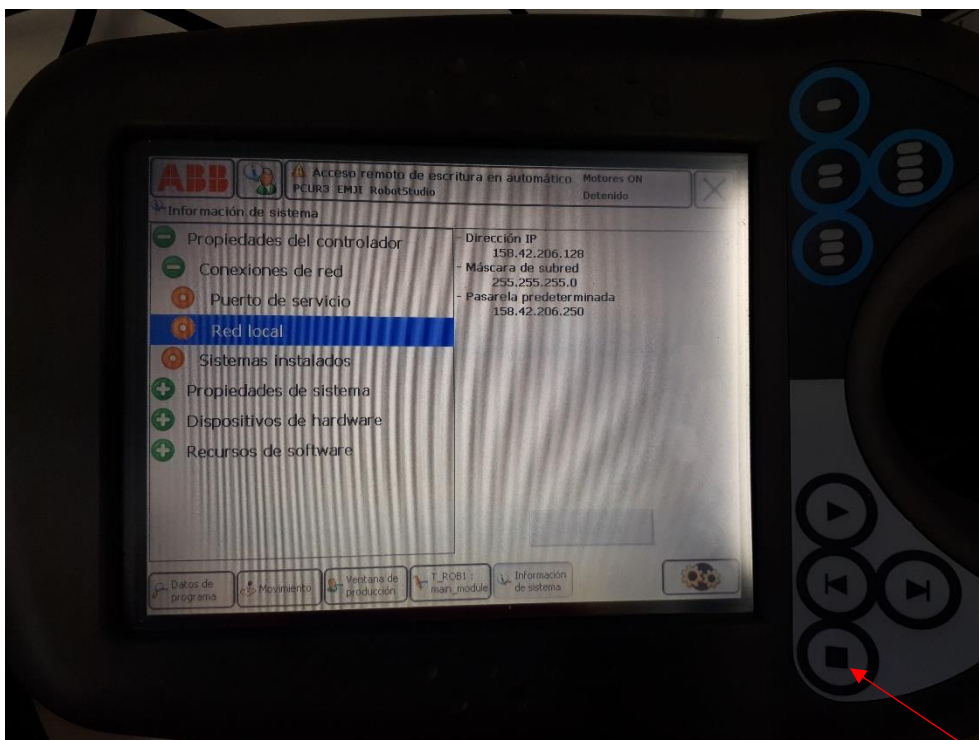 ABB
Acceso remoto de escritura en automático
PCUR3 EMJI RobotStudio
Motores ON
Detenido
Información de sistema
Propiedades del controlador
Conexiones de red
Puerto de servicio
Red local
Sistemas instalados
Propiedades de sistema
Dispositivos de hardware
Recursos de software
- Dirección IP
158.42.206.128
- Máscara de subred
255.255.255.0
- Pasarela predeterminada
158.42.206.250
Datos de
programa
Movimiento
Ventana de
producción
T_ROB1 :
main_module
Información
de sistema